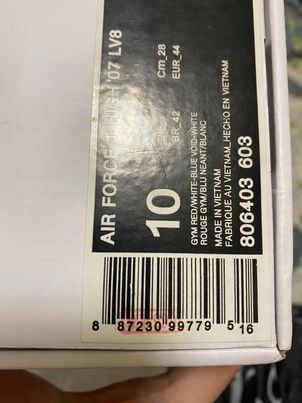 AIR FORCE 1 HIGH '07 LV8
10
BR_42
Cm_28
EUR_44
GYM RED/WHITE-BLUE VOID-WHITE
ROUGE GYM/BLU NEANT/BLANC
MADE IN VIETNAM
FABRIQUE AU VIETNAM_HECHO EN VIETNAM
806403 603
8 87230 99779 5 16